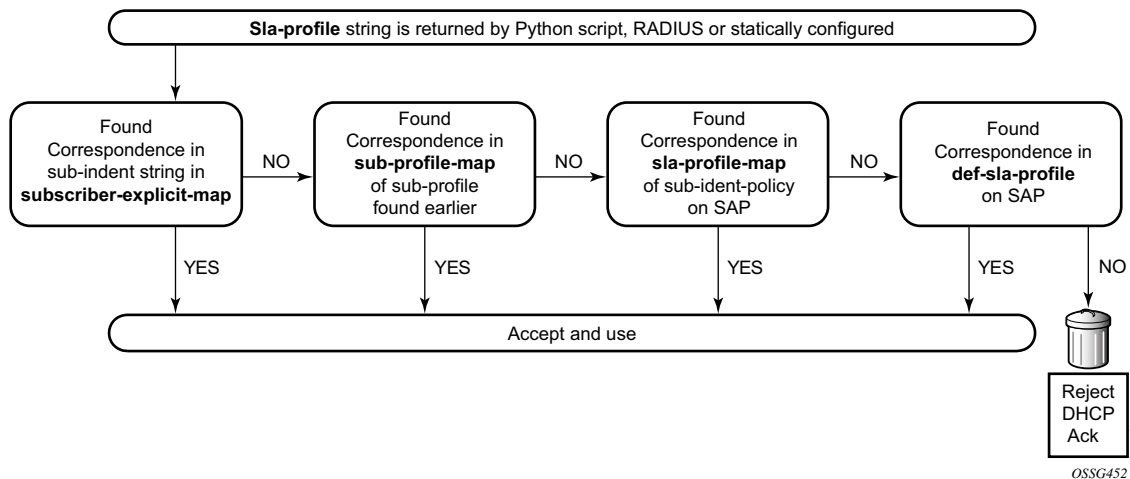 Sla-profile string is returned by Python script, RADIUS or statically configured
Found
Correspondence in
sub-indent string in
subscriber-explicit-map
NO
Found
Correspondence in
sub-profile-map
of sub-profile
found earlier
NO
Found
Correspondence in
sla-profile-map
of sub-ident-policy
on SAP
NO
Found
Correspondence in
def-sla-profile
on SAP
YES
YES
YES
YES
NO
Accept and use
Reject
DHCP
Ack
OSSG452